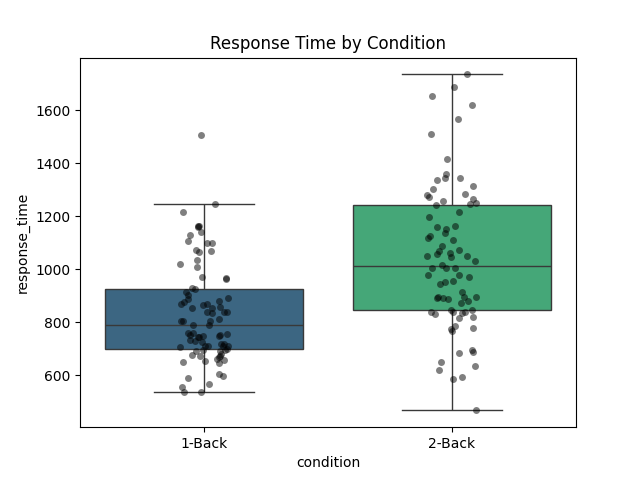 Response Time by Condition
response_time
1600
1400
1200
1000
800
600
1-Back
2-Back
condition